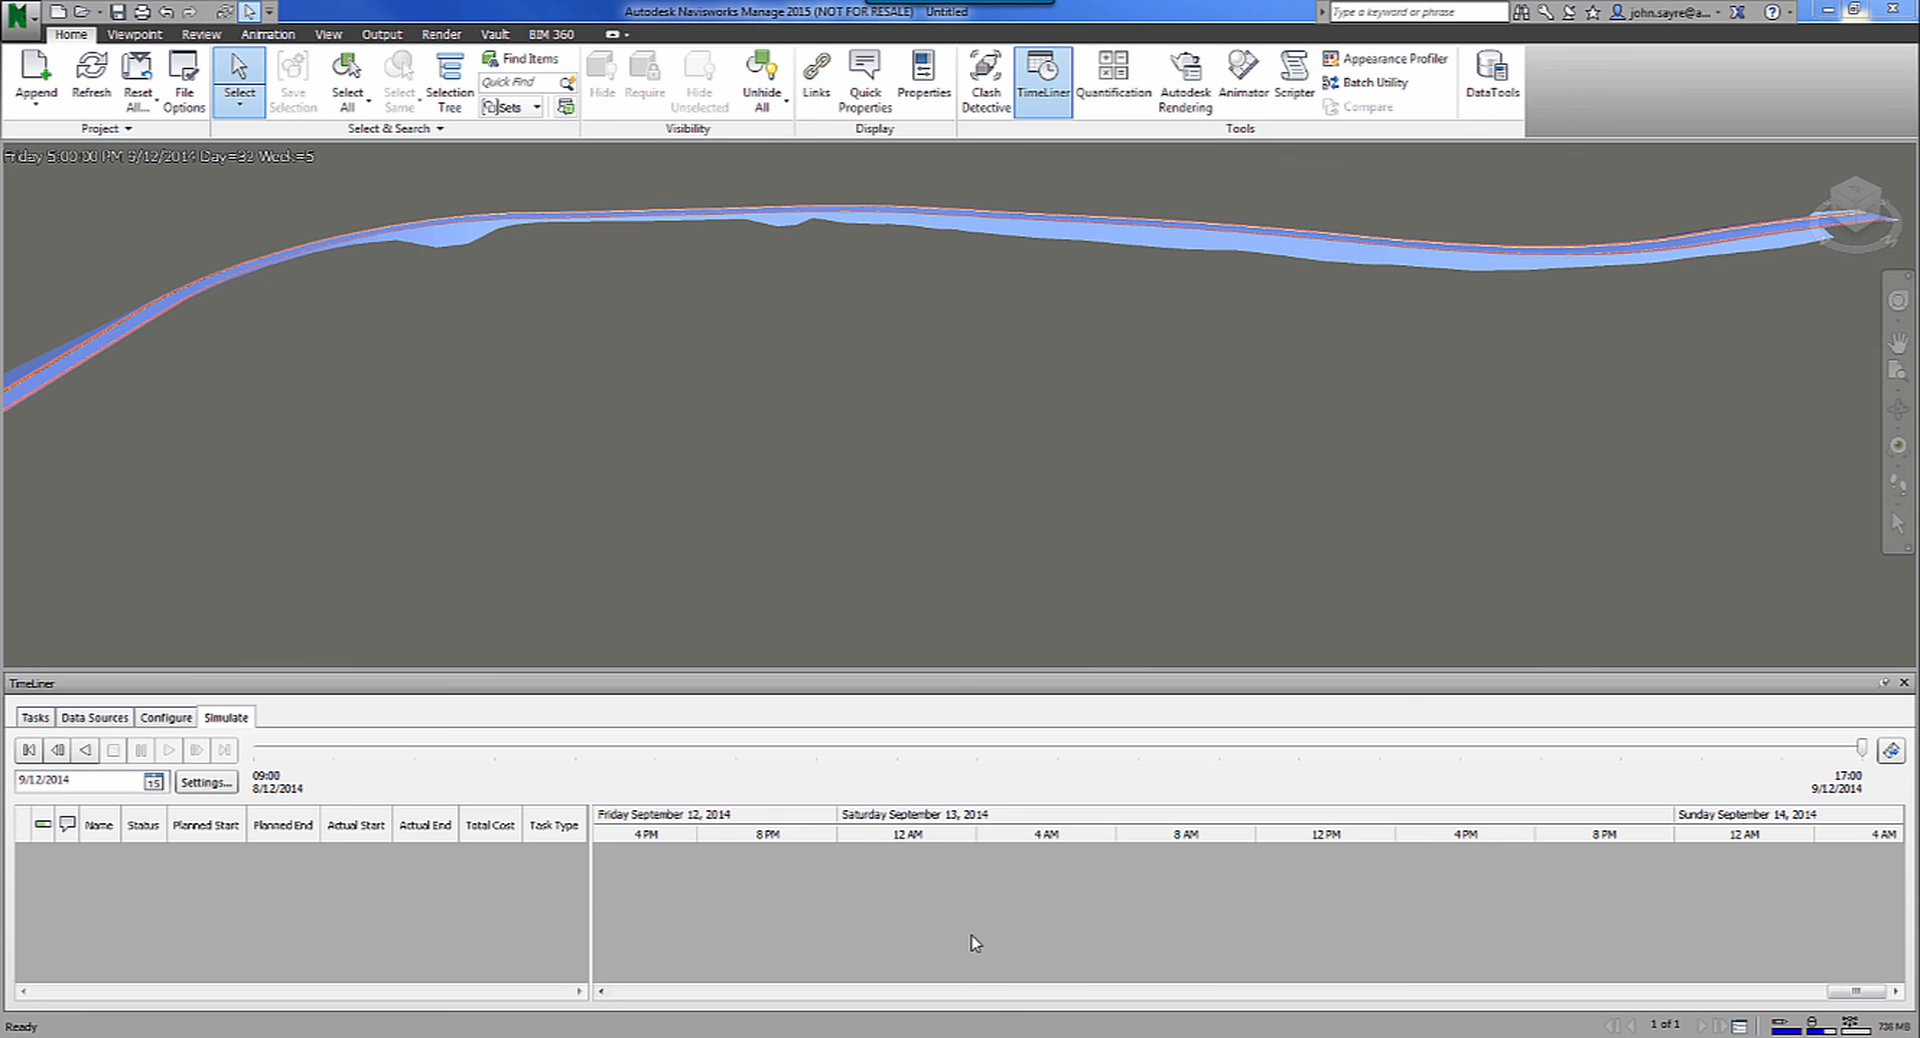 Autodesk Navisworks Manage 2015 (NOT FOR RESALE) Untitled
Type a keyword or phrase
john.sayre@a...
Home Viewpoint Review Animation View Output Render Vault BIM 360
Append
Refresh
Reset All...
File Options
Project
Select
Save Selection
Select All
Select Same
Selection Tree
Find Items
Quick Find
Sets
Select & Search
Hide
Require
Hide Unselected
Unhide All
Visibility
Links
Quick Properties
Properties
Display
Clash Detective
TimeLiner
Quantification
Autodesk Rendering
Animator
Scripter
Appearance Profiler
Batch Utility
Compare
Tools
DataTools
Friday 5:00:00 PM 9/12/2014 Day=32 Week=5
TimeLiner
Tasks Data Sources Configure Simulate
9/12/2014
15
Settings...
09:00
8/12/2014
17:00
9/12/2014
Name Status Planned Start Planned End Actual Start Actual End Total Cost Task Type
Friday September 12, 2014 Saturday September 13, 2014 Sunday September 14, 2014
4 PM 8 PM 12 AM 4 AM 8 AM 12 PM 4 PM 8 PM 12 AM 4 AM
Ready
1 of 1
736 MB